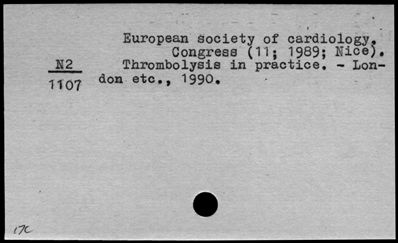 European society of cardiology.
Congress (11; 1989; Nice).
N2
1107
Thrombolysis in practice. - Lon-
don etc., 1990.
17C